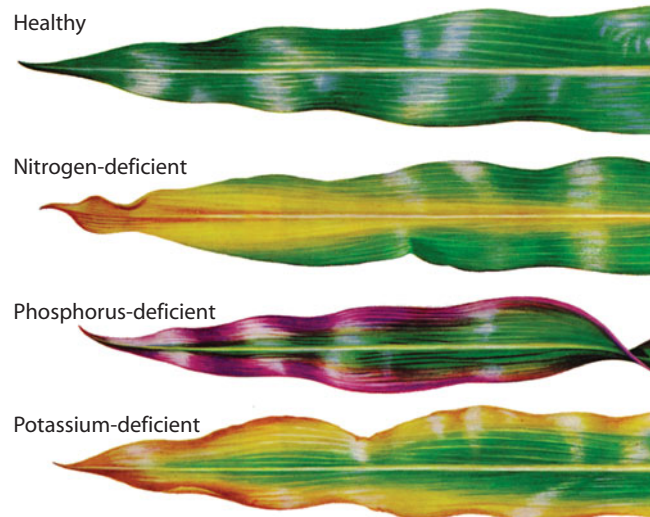 Healthy
Nitrogen-deficient
Phosphorus-deficient
Potassium-deficient